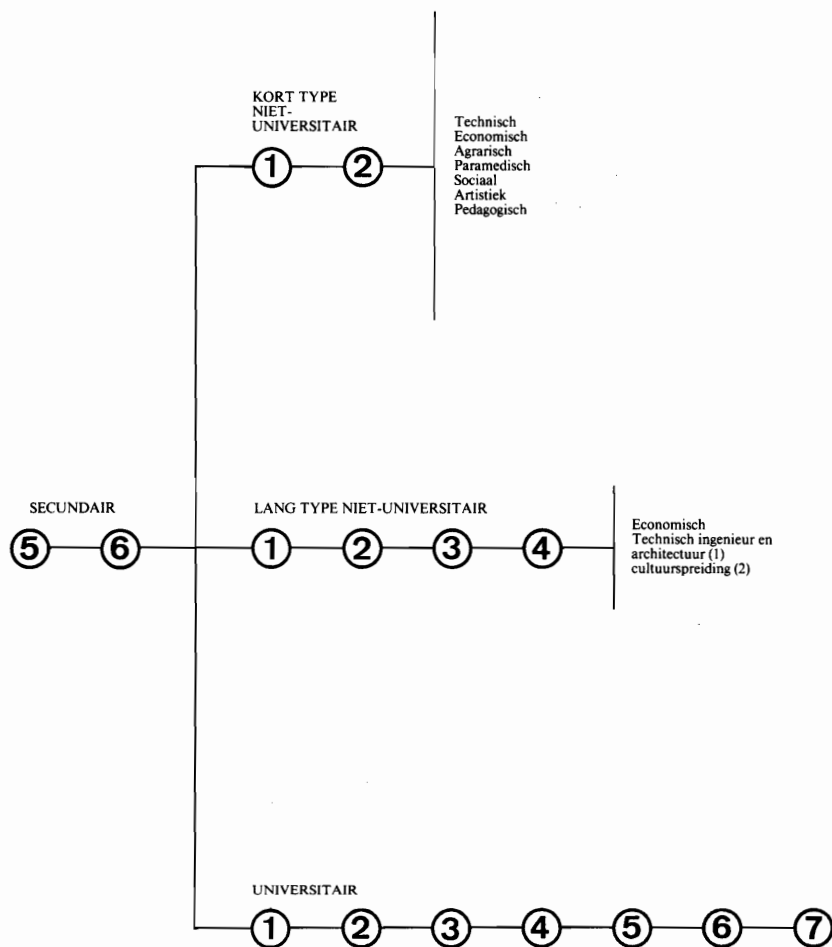 KORT TYPE
NIET-
UNIVERSITAIR
1 2
Technisch
Economisch
Agrarisch
Paramedisch
Sociaal
Artistiek
Pedagogisch
SECUNDAIR
5 6
LANG TYPE NIET-UNIVERSITAIR
1 2 3 4
Economisch
Technisch ingenieur en
architectuur (1)
cultuurspreiding (2)
UNIVERSITAIR
1 2 3 4 5 6 7